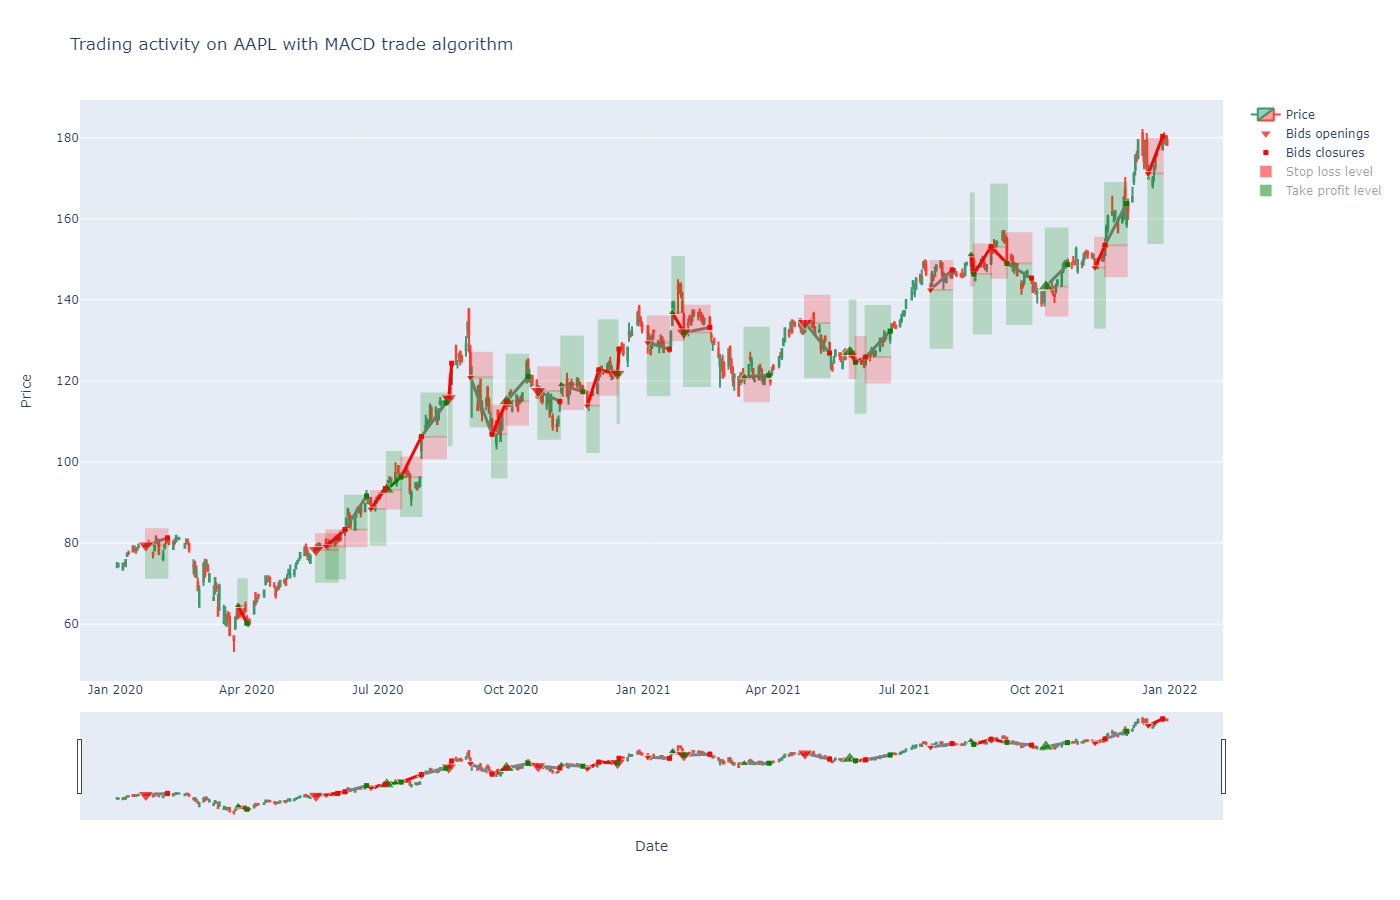 Trading activity on AAPL with MACD trade algorithm
Price
Bids openings
Bids closures
Stop loss level
Take profit level
Price
180
160
140
120
100
80
60
Jan 2020
Apr 2020
Jul 2020
Oct 2020
Jan 2021
Apr 2021
Jul 2021
Oct 2021
Jan 2022
Date